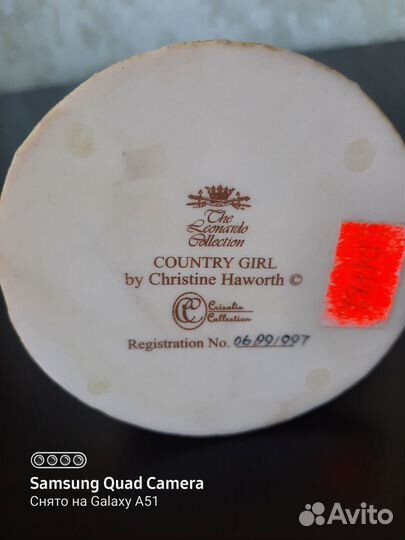 The
Leonardo
Collection
COUNTRY GIRL
by Christine Haworth ©
Crisalis
Collection
Registration No. 06/99/997
Samsung Quad Camera
Снято на Galaxy A51
Avito